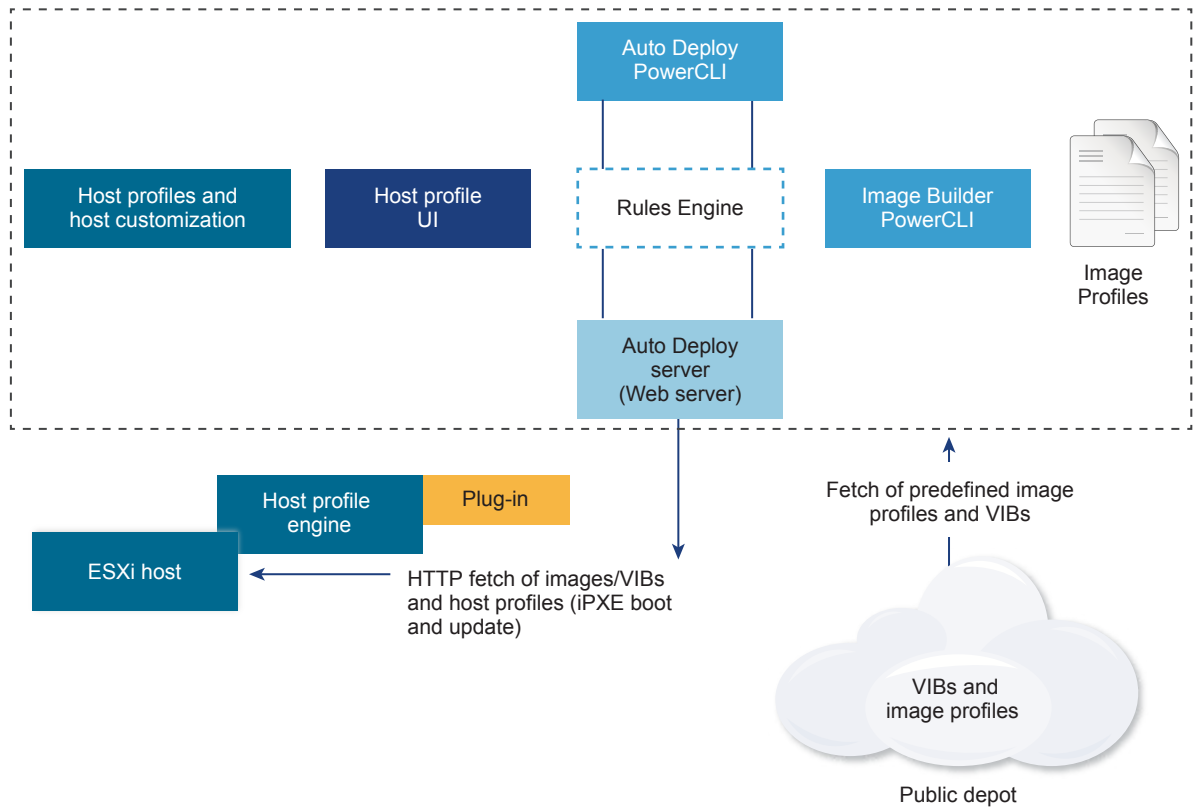 Auto Deploy
PowerCLI
Host profiles and
host customization
Host profile
UI
Rules Engine
Image Builder
PowerCLI
Image
Profiles
Auto Deploy
server
(Web server)
Host profile
engine
Plug-in
ESXi host
HTTP fetch of images/VIBs
and host profiles (iPXE boot
and update)
Fetch of predefined image
profiles and VIBs
VIBs and
image profiles
Public depot